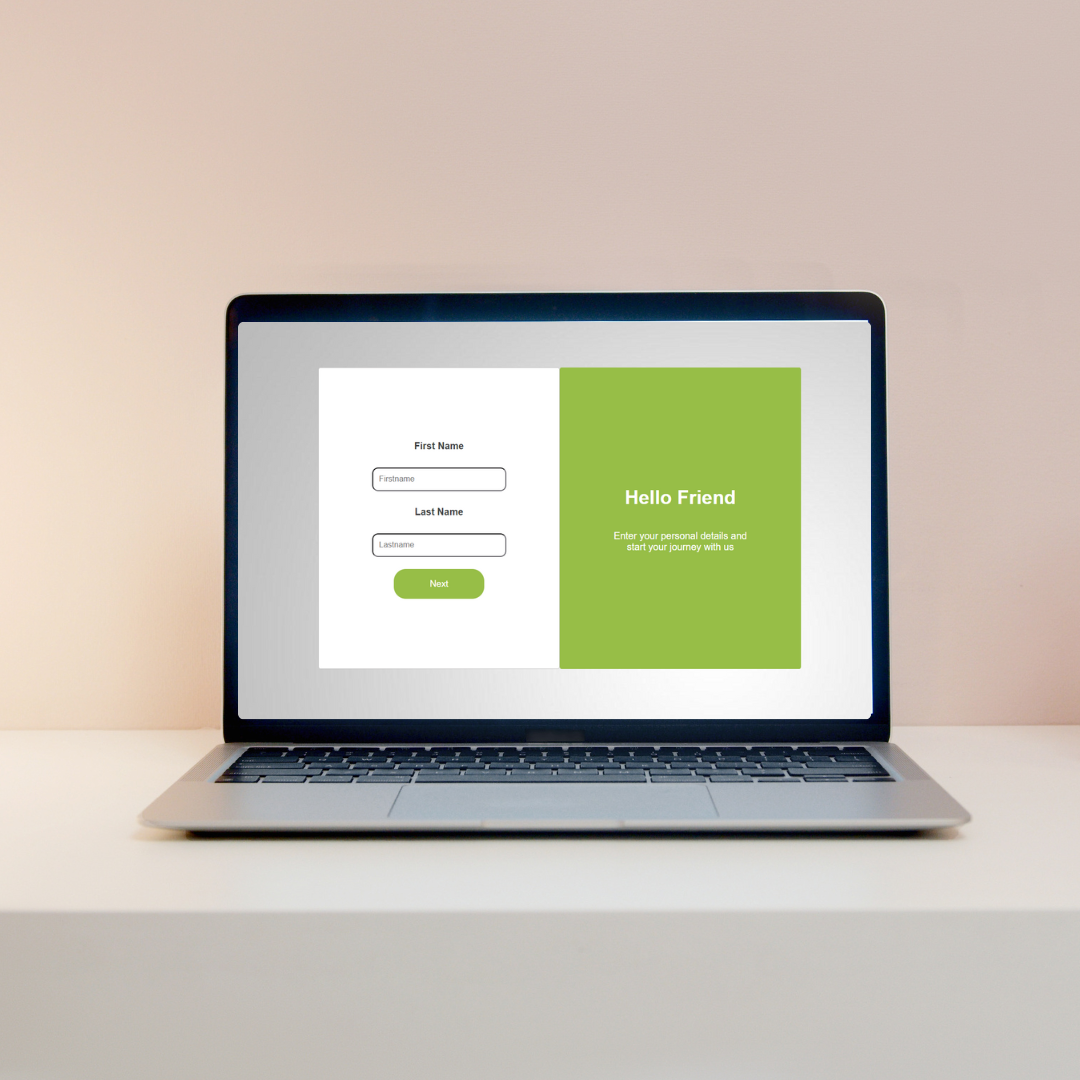 First Name
Firstname
Last Name
Lastname
Next
Hello Friend
Enter your personal details and
start your journey with us